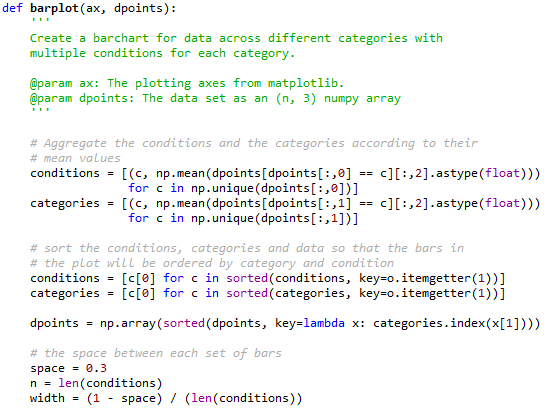 def barplot(ax, dpoints):
    '''
    Create a barchart for data across different categories with
    multiple conditions for each category.

    @param ax: The plotting axes from matplotlib.
    @param dpoints: The data set as an (n, 3) numpy array
    '''

    # Aggregate the conditions and the categories according to their
    # mean values
    conditions = [(c, np.mean(dpoints[dpoints[:,0] == c][:,2].astype(float)))
                  for c in np.unique(dpoints[:,0])]
    categories = [(c, np.mean(dpoints[dpoints[:,1] == c][:,2].astype(float)))
                  for c in np.unique(dpoints[:,1])]

    # sort the conditions, categories and data so that the bars in
    # the plot will be ordered by category and condition
    conditions = [c[0] for c in sorted(conditions, key=o.itemgetter(1))]
    categories = [c[0] for c in sorted(categories, key=o.itemgetter(1))]

    dpoints = np.array(sorted(dpoints, key=lambda x: categories.index(x[1])))

    # the space between each set of bars
    space = 0.3
    n = len(conditions)
    width = (1 - space) / (len(conditions))